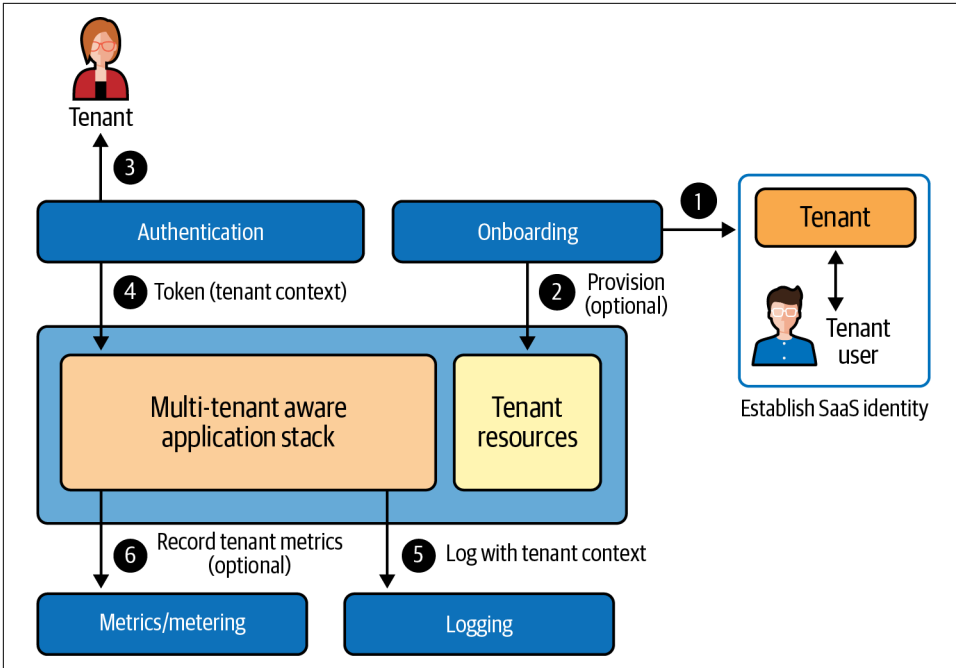 Tenant
3
1
Authentication
Onboarding
Tenant
4 Token (tenant context)
2 Provision
(optional)
Tenant
user
Multi-tenant aware
application stack
Tenant
resources
Establish SaaS identity
6 Record tenant metrics
(optional)
5 Log with tenant context
Metrics/metering
Logging